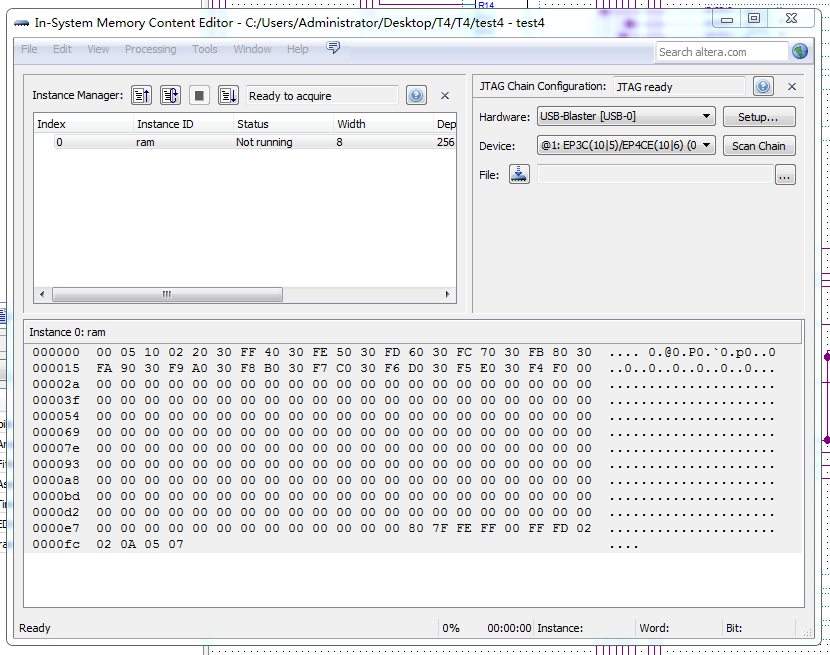 R14
In-System Memory Content Editor - C:/Users/Administrator/Desktop/T4/T4/test4 - test4
File Edit View Processing Tools Window Help
Search altera.com
Instance Manager: Ready to acquire
Index Instance ID Status Width Dep
0 ram Not running 8 256
JTAG Chain Configuration: JTAG ready
Hardware: USB-Blaster [USB-0] Setup...
Device: @1: EP3C(10|5)/EP4CE(10|6) (0 Scan Chain
File: ...
Instance 0: ram
000000 00 05 10 02 20 30 FF 40 30 FE 50 30 FD 60 30 FC 70 30 FB 80 30 .... 0.@0.P0.`0.p0..0
000015 FA 90 30 F9 A0 30 F8 B0 30 F7 C0 30 F6 D0 30 F5 E0 30 F4 F0 00 ..0..0..0..0..0..0...
00002a 00 00 00 00 00 00 00 00 00 00 00 00 00 00 00 00 00 00 00 00 00 .....................
00003f 00 00 00 00 00 00 00 00 00 00 00 00 00 00 00 00 00 00 00 00 00 .....................
000054 00 00 00 00 00 00 00 00 00 00 00 00 00 00 00 00 00 00 00 00 00 .....................
000069 00 00 00 00 00 00 00 00 00 00 00 00 00 00 00 00 00 00 00 00 00 .....................
00007e 00 00 00 00 00 00 00 00 00 00 00 00 00 00 00 00 00 00 00 00 00 .....................
000093 00 00 00 00 00 00 00 00 00 00 00 00 00 00 00 00 00 00 00 00 00 .....................
0000a8 00 00 00 00 00 00 00 00 00 00 00 00 00 00 00 00 00 00 00 00 00 .....................
0000bd 00 00 00 00 00 00 00 00 00 00 00 00 00 00 00 00 00 00 00 00 00 .....................
0000d2 00 00 00 00 00 00 00 00 00 00 00 00 00 00 00 00 00 00 00 00 00 .....................
0000e7 00 00 00 00 00 00 00 00 00 00 00 00 00 80 7F FE FF 00 FF FD 02 .....................
0000fc 02 0A 05 07 ....
Ready 0% 00:00:00 Instance: Word: Bit: